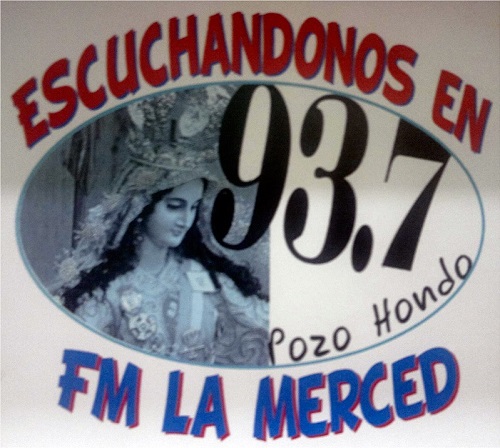 ESCUCHANDONOS EN
93.7
Pozo Hondo
FM LA MERCED